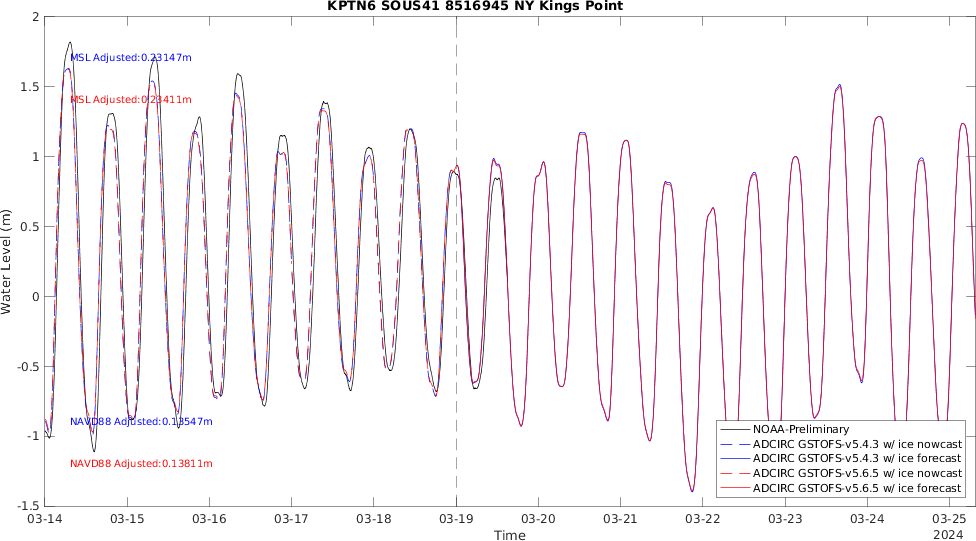 KPTN6 SOUS41 8516945 NY Kings Point
2
1.5
1
0.5
0
-0.5
-1
-1.5
Water Level (m)
MSL Adjusted:0.23147m
MSL Adjusted:0.23411m
NAVD88 Adjusted:0.13547m
NAVD88 Adjusted:0.13811m
NOAA-Preliminary
ADCIRC GSTOFS-v5.4.3 w/ ice nowcast
ADCIRC GSTOFS-v5.4.3 w/ ice forecast
ADCIRC GSTOFS-v5.6.5 w/ ice nowcast
ADCIRC GSTOFS-v5.6.5 w/ ice forecast
03-14 03-15 03-16 03-17 03-18 03-19 03-20 03-21 03-22 03-23 03-24 03-25
Time
2024